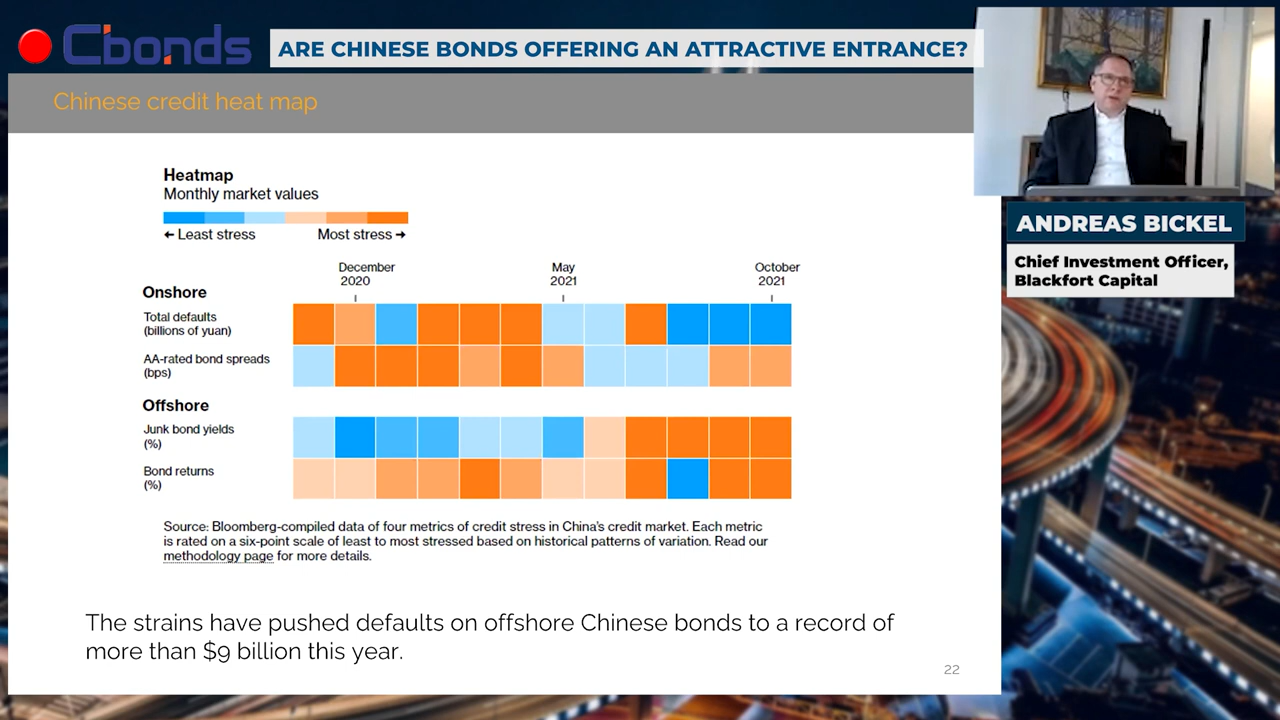 Cbonds
ARE CHINESE BONDS OFFERING AN ATTRACTIVE ENTRANCE?
Chinese credit heat map
Heatmap
Monthly market values
← Least stress
Most stress →
December
2020
May
2021
October
2021
Onshore
Total defaults
(billions of yuan)
AA-rated bond spreads
(bps)
Offshore
Junk bond yields
(%)
Bond returns
(%)
Source: Bloomberg-compiled data of four metrics of credit stress in China's credit market. Each metric
is rated on a six-point scale of least to most stressed based on historical patterns of variation. Read our
methodology page for more details.
The strains have pushed defaults on offshore Chinese bonds to a record of
more than $9 billion this year.
22
ANDREAS BICKEL
Chief Investment Officer,
Blackfort Capital